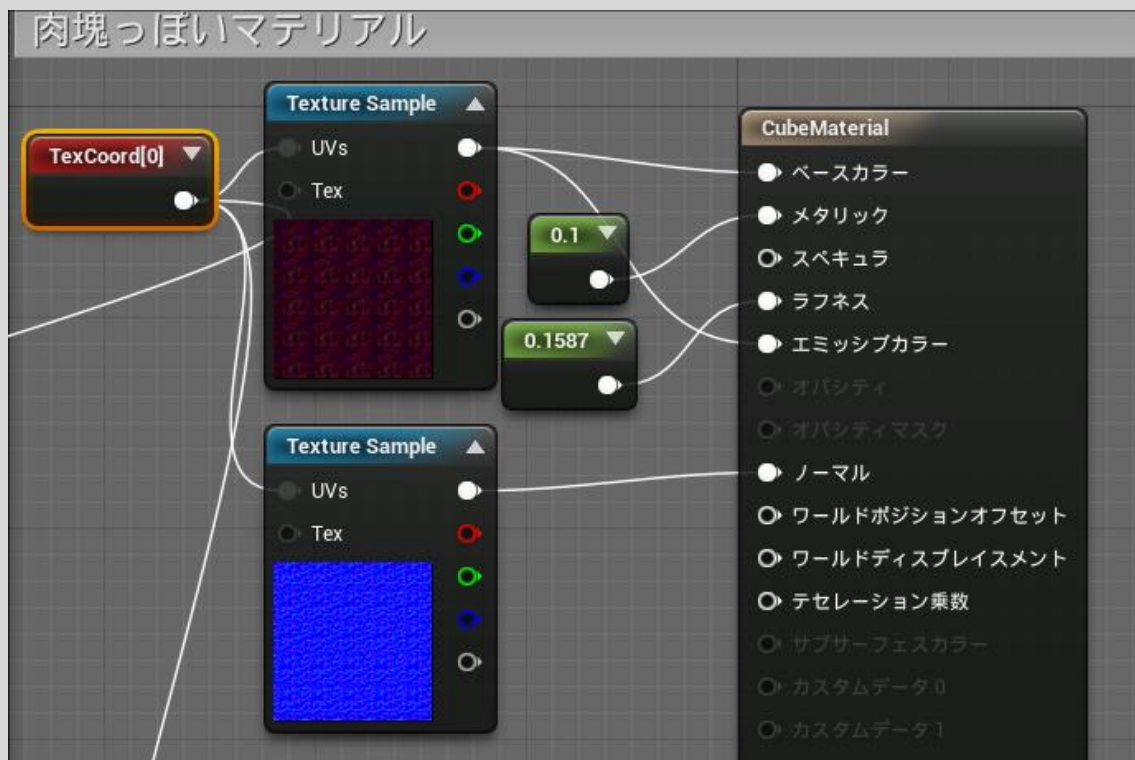 肉塊っぽいマテリアル
TexCoord[0]
Texture Sample
UVs
Tex
0.1
0.1587
Texture Sample
UVs
Tex
CubeMaterial
ベースカラー
メタリック
スペキュラ
ラフネス
エミッシブカラー
オパシティ
オパシティマスク
ノーマル
ワールドポジションオフセット
ワールドディスプレイスメント
テセレーション乗数
サブサーフェスカラー
カスタムデータ 0
カスタムデータ 1